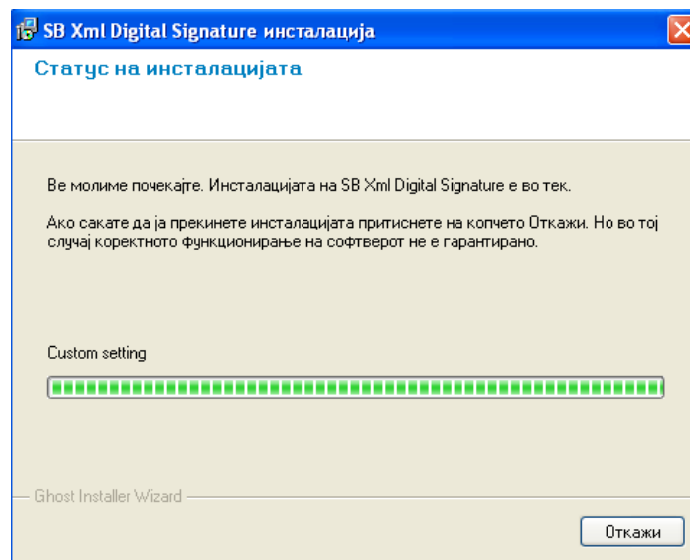 SB Xml Digital Signature инсталација
Статус на инсталацијата
Ве молиме почекајте. Инсталацијата на SB Xml Digital Signature е во тек.
Ако сакате да ја прекинете инсталацијата притиснете на копчето Откажи. Но во тој
случај коректното функционирање на софтверот не е гарантирано.
Custom setting
Ghost Installer Wizard
Откажи